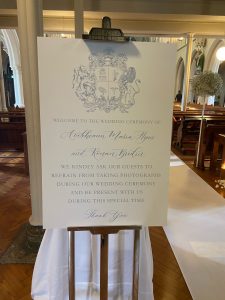 WELCOME TO THE WEDDING CEREMONY OF
Maria
and
WE KINDLY ASK OUR GUESTS TO
REFRAIN FROM TAKING PHOTOGRAPHS
DURING OUR WEDDING CEREMONY
AND BE PRESENT WITH US
DURING THIS SPECIAL TIME
Thank You